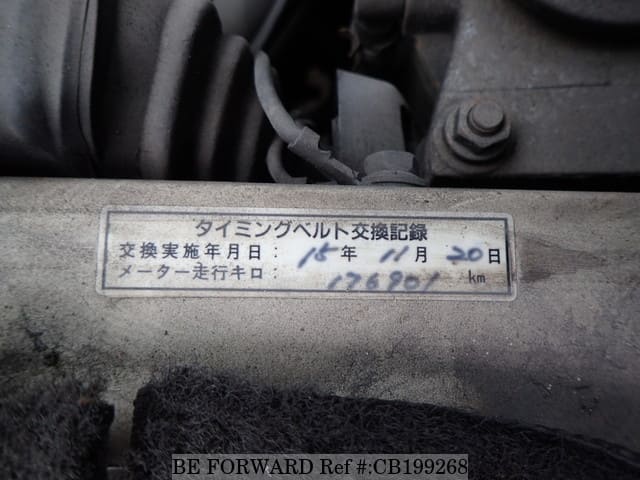 タイミングベルト交換記録
交換実施年月日： 15年 11月 20日
メーター走行キロ： 176901 km
BE FORWARD Ref #:CB199268